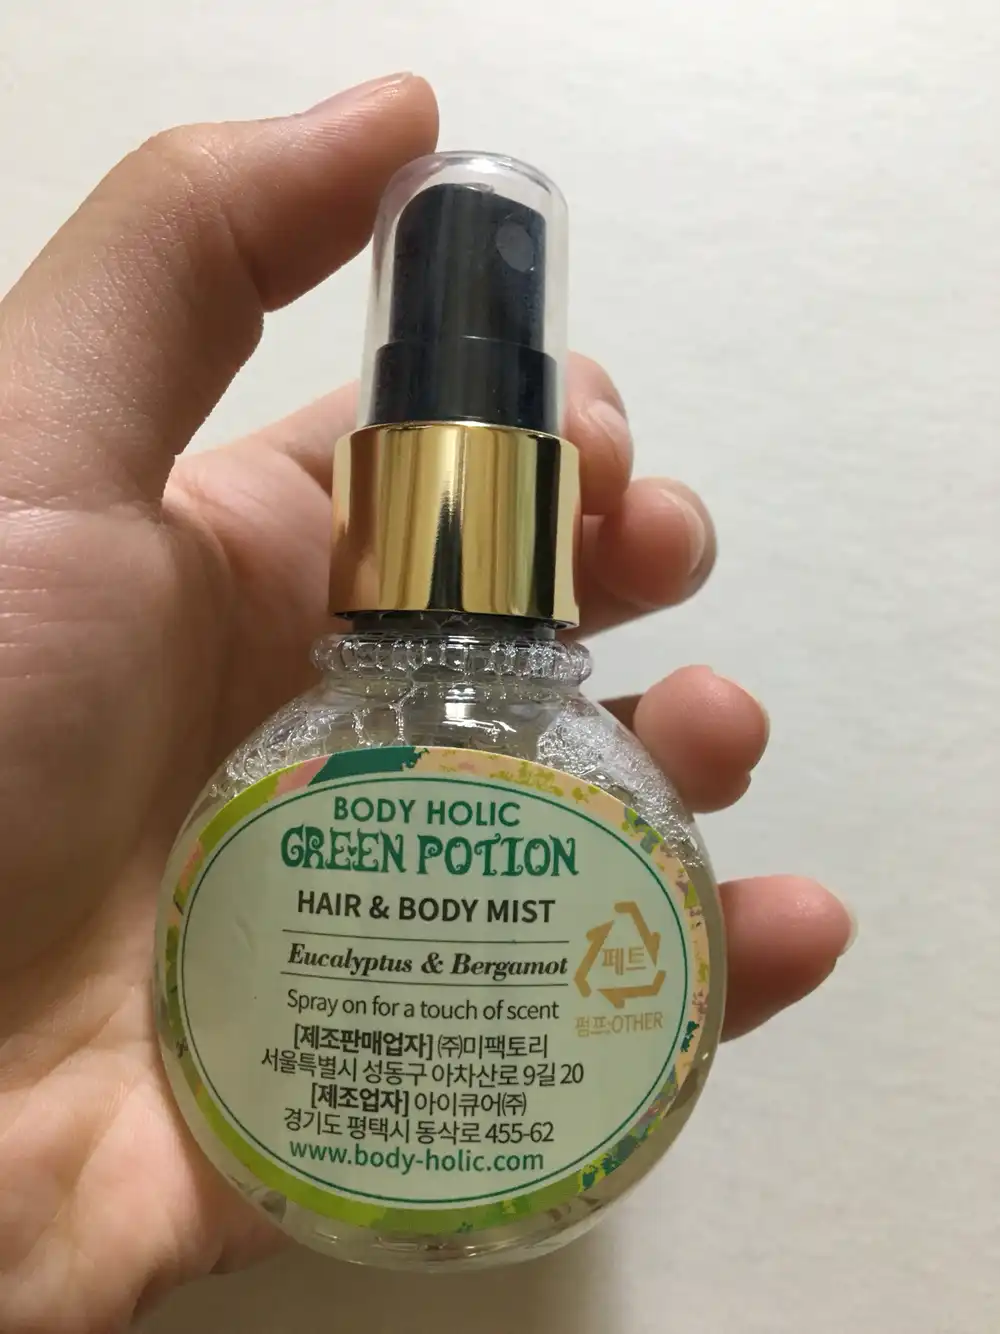 BODY HOLIC
GREEN POTION
HAIR & BODY MIST
Eucalyptus & Bergamot
페트
펌프:OTHER
Spray on for a touch of scent
[제조판매업자] ㈜미팩토리
서울특별시 성동구 아차산로 9길 20
[제조업자] 아이큐어㈜
경기도 평택시 동삭로 455-62
www.body-holic.com